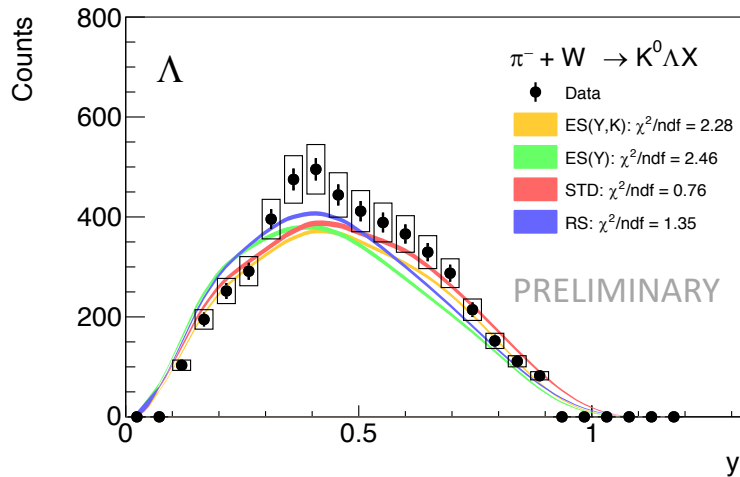 800
Counts
Λ
π⁻ + W → K⁰ΛX
Data
ES(Y,K): χ²/ndf = 2.28
600
ES(Y): χ²/ndf = 2.46
STD: χ²/ndf = 0.76
RS: χ²/ndf = 1.35
400
PRELIMINARY
200
0
0 0.5 1
y